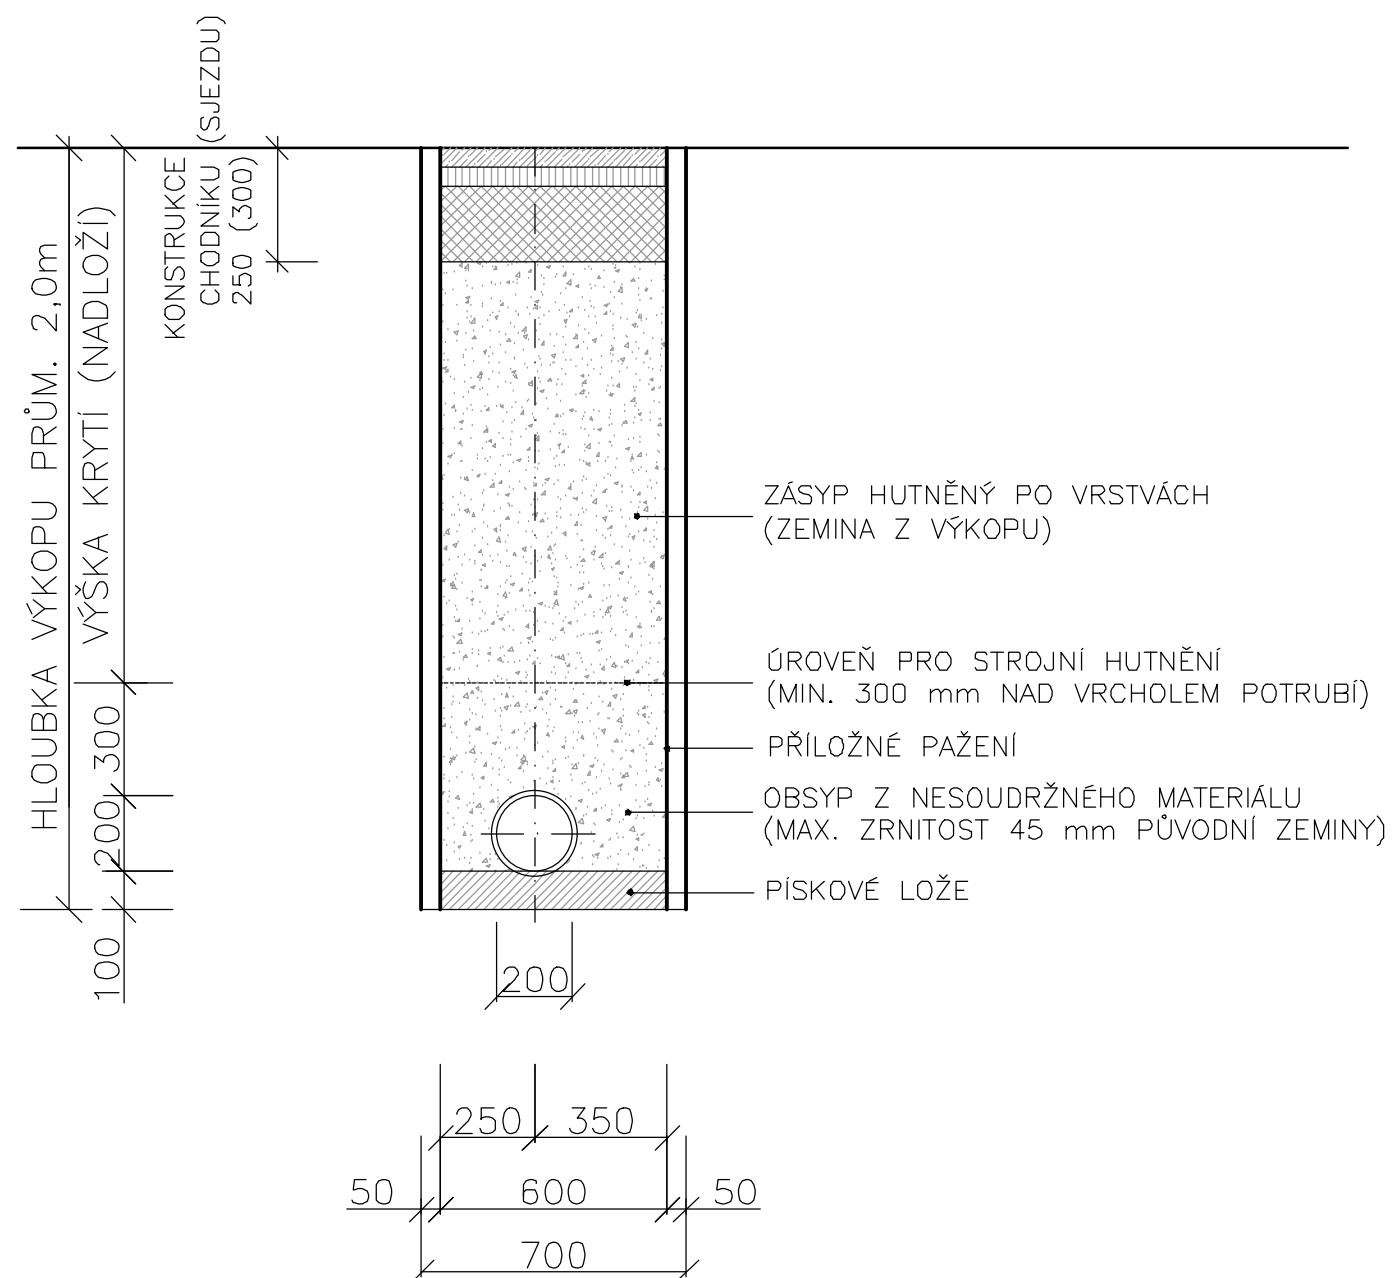 HLOUBKA VÝKOPU PRŮM. 2,0m
VÝŠKA KRYTÍ (NADLOŽÍ)
KONSTRUKCE
CHODNÍKU (SJEZDU)
250 (300)
300
200
100
ZÁSYP HUTNĚNÝ PO VRSTVÁCH
(ZEMINA Z VÝKOPU)
ÚROVEŇ PRO STROJNÍ HUTNĚNÍ
(MIN. 300 mm NAD VRCHOLEM POTRUBÍ)
PŘÍLOŽNÉ PAŽENÍ
OBSYP Z NESOUDRŽNÉHO MATERIÁLU
(MAX. ZRNITOST 45 mm PŮVODNÍ ZEMINY)
PÍSKOVÉ LOŽE
200
250 350
50 600 50
700